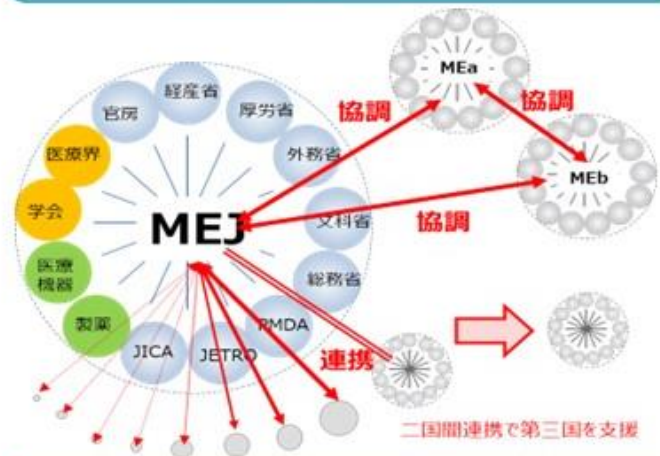 MEa
経産省
官房
厚労省
協調
協調
医療界
外務省
MEb
学会
MEJ
文科省
協調
医療
機器
総務省
製薬
PMDA
JICA
JETRO
連携
二国間連携で第三国を支援